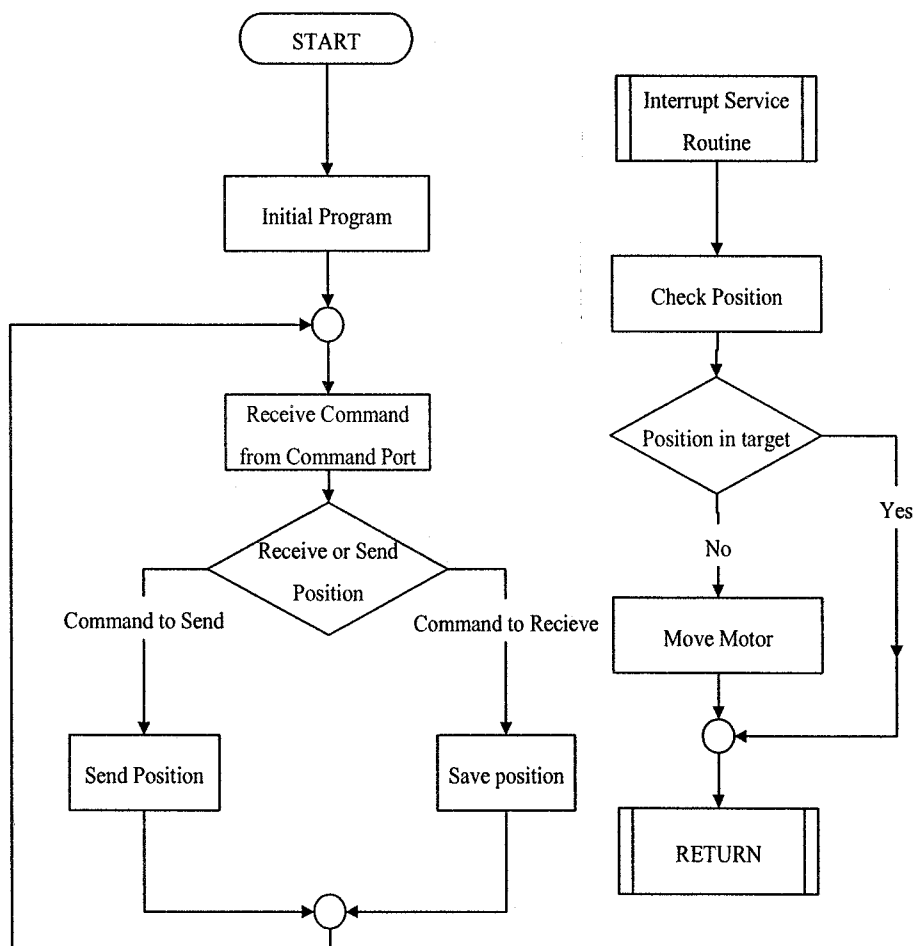 START
Initial Program
Receive Command
from Command Port
Receive or Send
Position
Command to Send
Command to Recieve
Send Position
Save position
Interrupt Service
Routine
Check Position
Position in target
Yes
No
Move Motor
RETURN